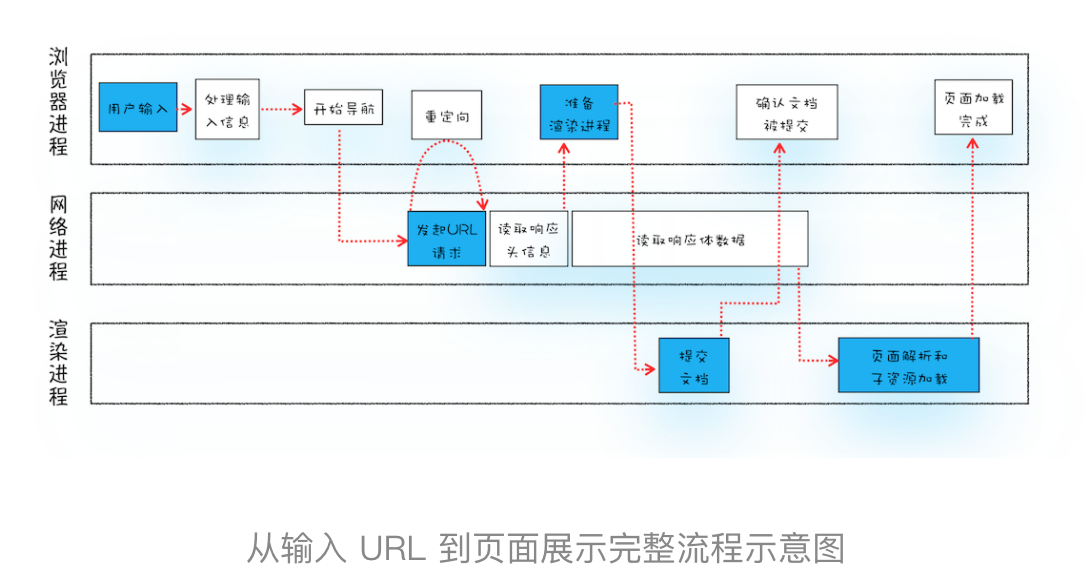 浏览器进程
用户输入
处理输
入信息
开始导航
重定向
准备
渲染进程
确认文档
被提交
页面加载
完成
网络进程
发起URL
请求
读取响应
头信息
读取响应体数据
渲染进程
提交
文档
页面解析和
子资源加载
从输入 URL 到页面展示完整流程示意图